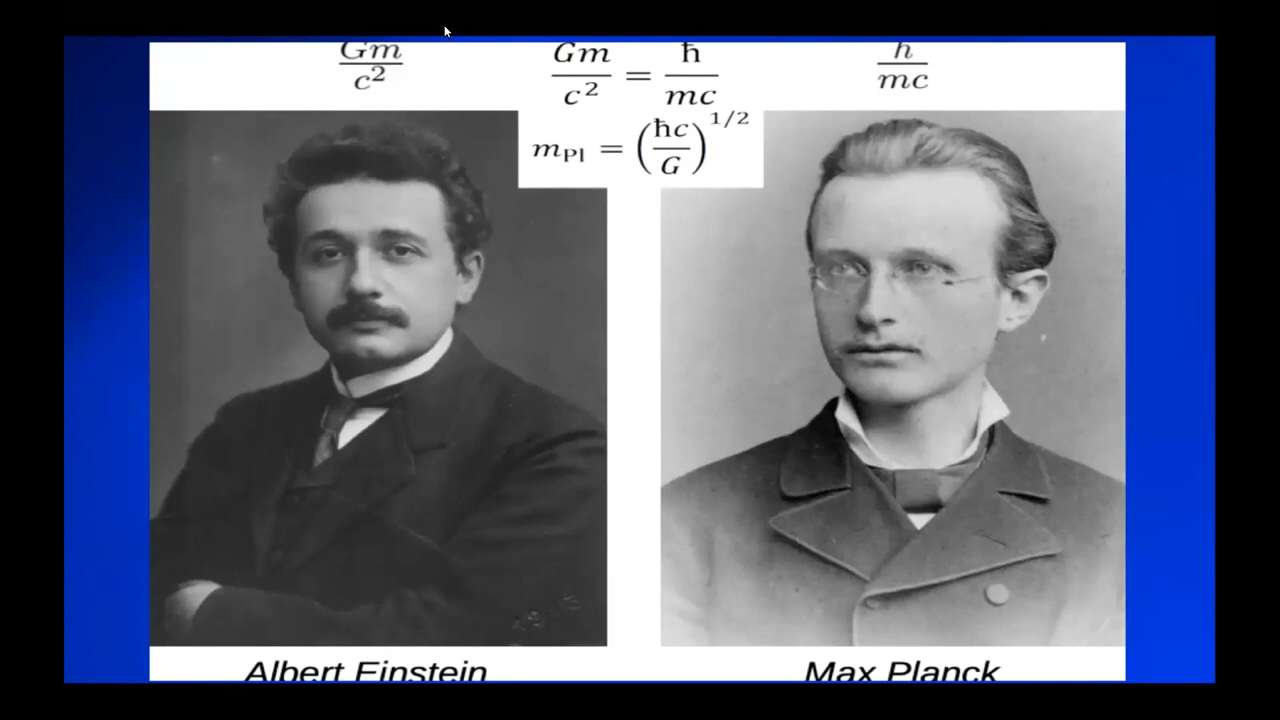 Gm/c² Gm/c² = ħ/mc ħ/mc
m_Pl = (ħc/G)^1/2
Albert Einstein Max Planck